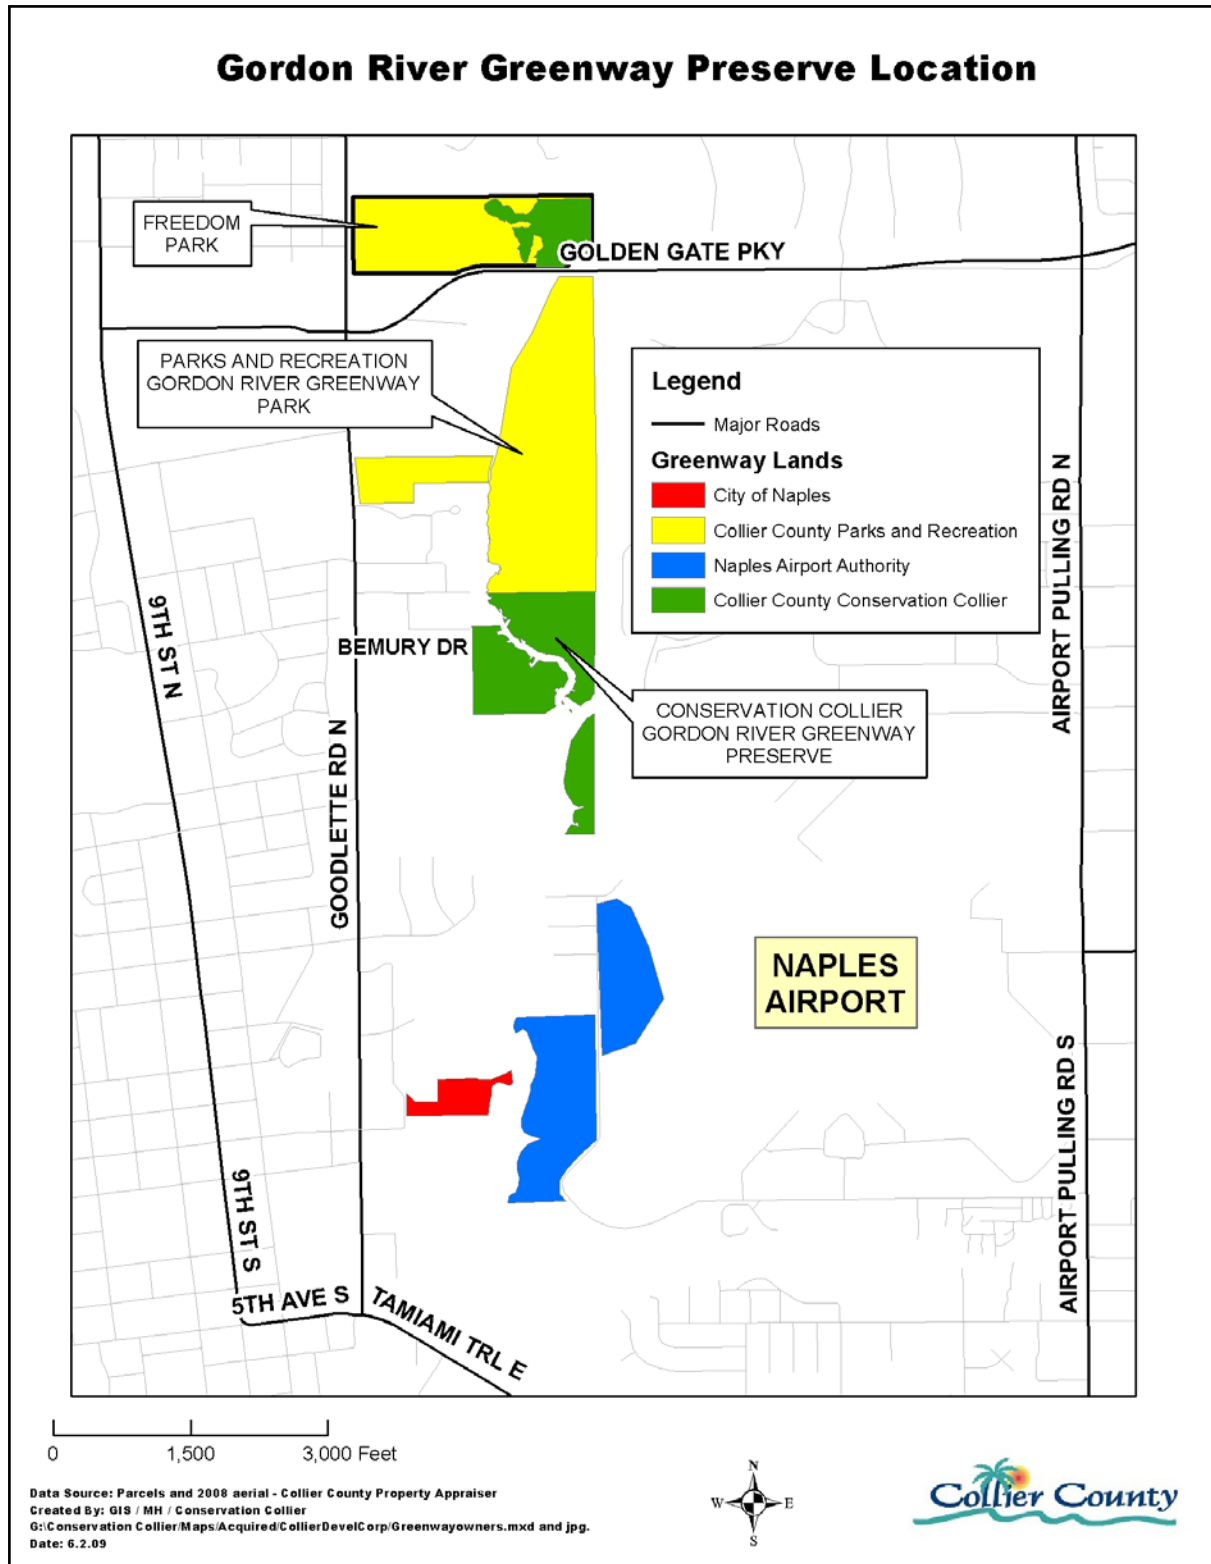 Gordon River Greenway Preserve Location
FREEDOM
PARK
GOLDEN GATE PKY
PARKS AND RECREATION
GORDON RIVER GREENWAY
PARK
Legend
Major Roads
Greenway Lands
City of Naples
Collier County Parks and Recreation
Naples Airport Authority
Collier County Conservation Collier
AIRPORT PULLING RD N
9TH ST N
BEMURY DR
GOODLETTE RD N
CONSERVATION COLLIER
GORDON RIVER GREENWAY
PRESERVE
NAPLES
AIRPORT
AIRPORT PULLING RD S
9TH ST S
5TH AVE S
TAMIAMI TRL E
0 1,500 3,000 Feet
Data Source: Parcels and 2008 aerial - Collier County Property Appraiser
Created By: GIS / MH / Conservation Collier
G:\Conservation Collier/Maps/Acquired/CollierDevelCorp/Greenwayowners.mxd and jpg.
Date: 6.2.09
N
W E
S
Collier County